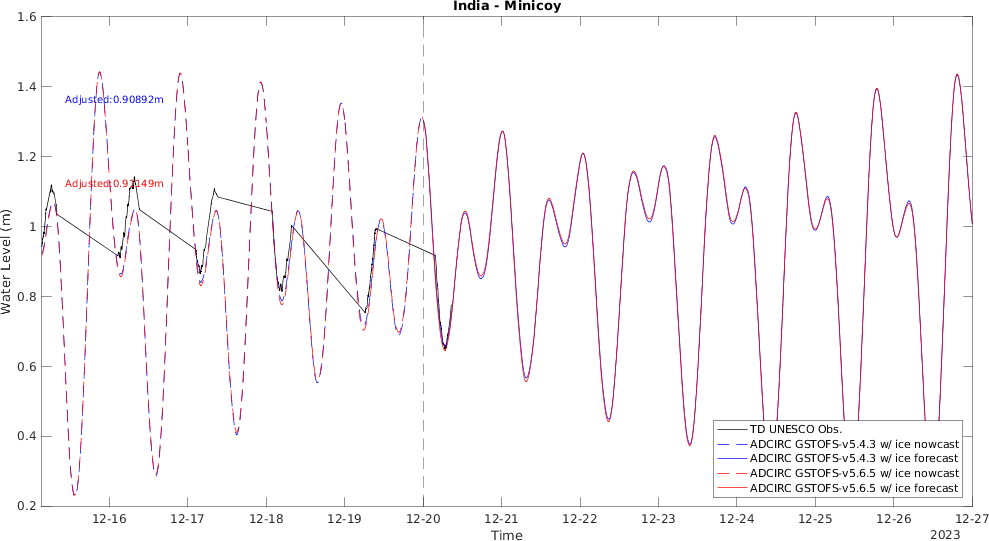 India - Minicoy
1.6
1.4
1.2
1
0.8
0.6
0.4
0.2
Water Level (m)
Adjusted:0.90892m
Adjusted:0.91149m
TD UNESCO Obs.
ADCIRC GSTOFS-v5.4.3 w/ ice nowcast
ADCIRC GSTOFS-v5.4.3 w/ ice forecast
ADCIRC GSTOFS-v5.6.5 w/ ice nowcast
ADCIRC GSTOFS-v5.6.5 w/ ice forecast
12-16 12-17 12-18 12-19 12-20 12-21 12-22 12-23 12-24 12-25 12-26 12-27
Time
2023